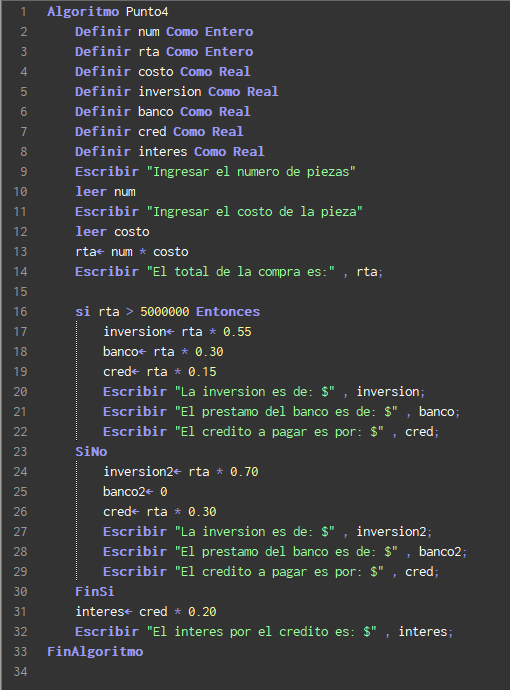 1 Algoritmo Punto4
2 Definir num Como Entero
3 Definir rta Como Entero
4 Definir costo Como Real
5 Definir inversion Como Real
6 Definir banco Como Real
7 Definir cred Como Real
8 Definir interes Como Real
9 Escribir "Ingresar el numero de piezas"
10 leer num
11 Escribir "Ingresar el costo de la pieza"
12 leer costo
13 rta← num * costo
14 Escribir "El total de la compra es:" , rta;
15
16 si rta > 5000000 Entonces
17 inversion← rta * 0.55
18 banco← rta * 0.30
19 cred← rta * 0.15
20 Escribir "La inversion es de: $" , inversion;
21 Escribir "El prestamo del banco es de: $" , banco;
22 Escribir "El credito a pagar es por: $" , cred;
23 SiNo
24 inversion2← rta * 0.70
25 banco2← 0
26 cred← rta * 0.30
27 Escribir "La inversion es de: $" , inversion2;
28 Escribir "El prestamo del banco es de: $" , banco2;
29 Escribir "El credito a pagar es por: $" , cred;
30 FinSi
31 interes← cred * 0.20
32 Escribir "El interes por el credito es: $" , interes;
33 FinAlgoritmo
34